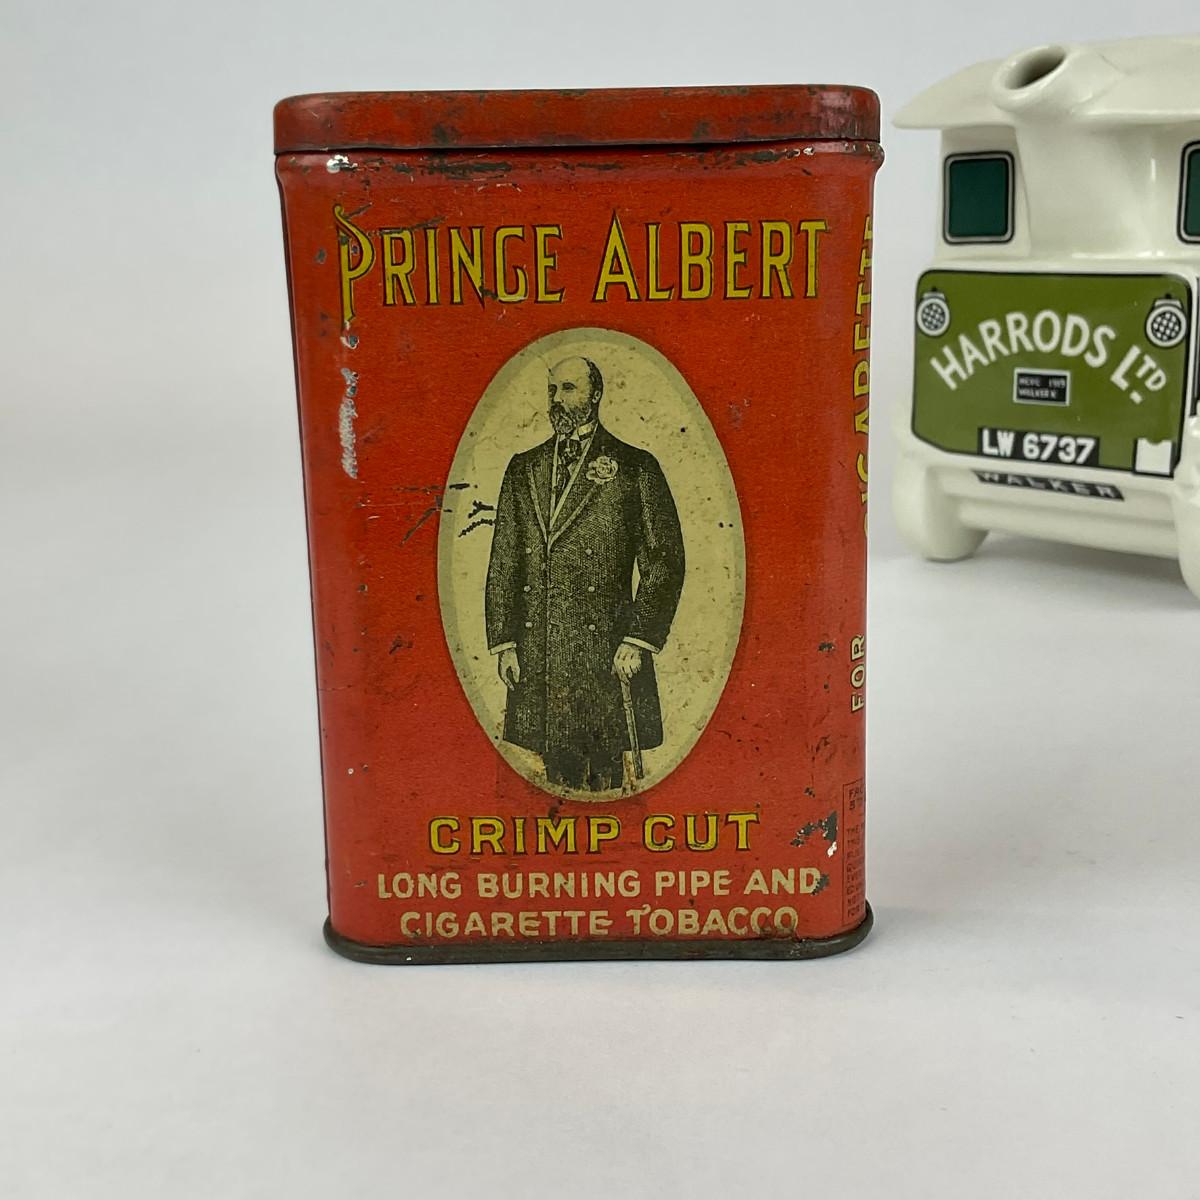 PRINCE ALBERT
CRIMP CUT
LONG BURNING PIPE AND
CIGARETTE TOBACCO
FOR
HARRODS LTD
LW 6737
WALKER